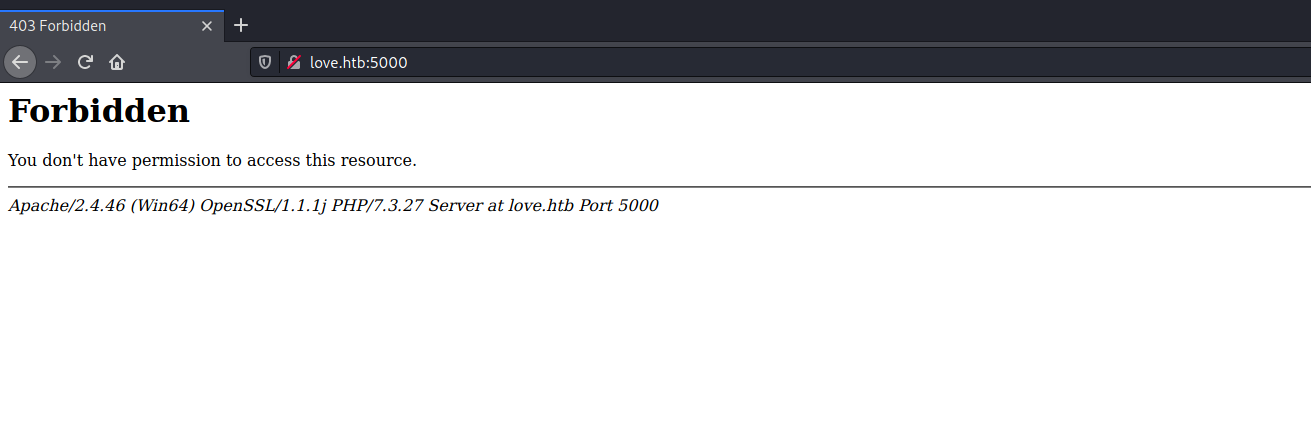 403 Forbidden
love.htb:5000
Forbidden
You don't have permission to access this resource.
Apache/2.4.46 (Win64) OpenSSL/1.1.1j PHP/7.3.27 Server at love.htb Port 5000